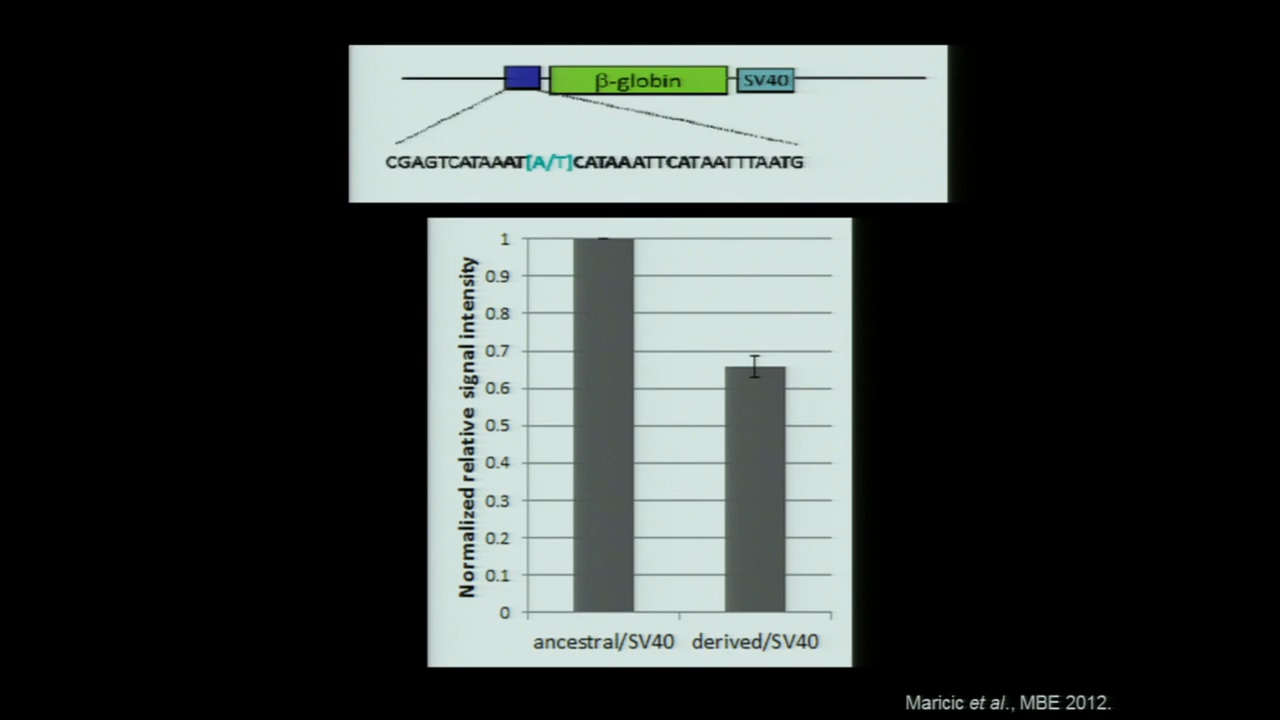 β-globin
SV40
CGAGTCATAAAT[A/T]CATAAATTCATAATTTAATG
Normalized relative signal intensity
1
0.9
0.8
0.7
0.6
0.5
0.4
0.3
0.2
0.1
0
ancestral/SV40
derived/SV40
Maricic et al., MBE 2012.